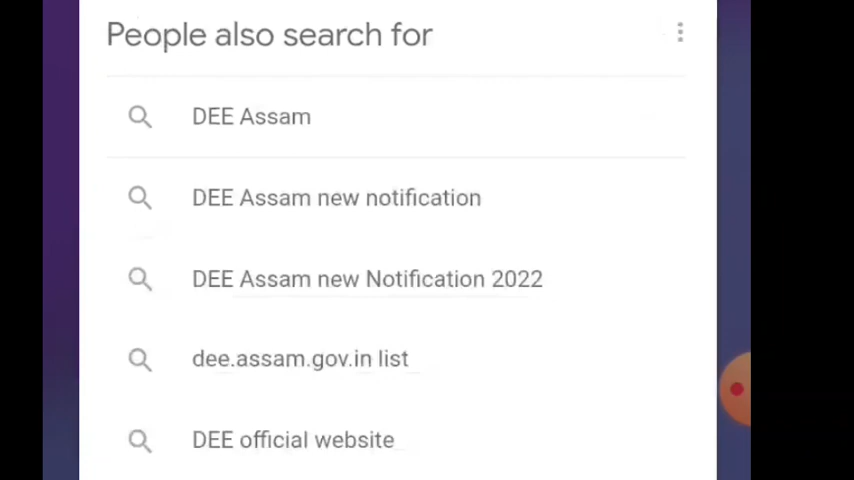 People also search for
DEE Assam
DEE Assam new notification
DEE Assam new Notification 2022
dee.assam.gov.in list
DEE official website